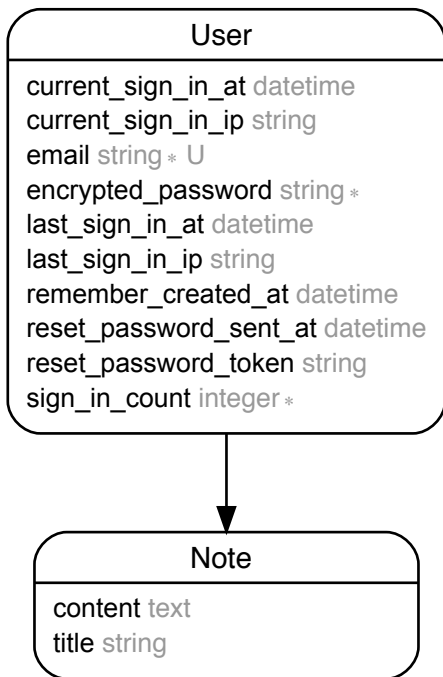 User
current_sign_in_at datetime
current_sign_in_ip string
email string * U
encrypted_password string *
last_sign_in_at datetime
last_sign_in_ip string
remember_created_at datetime
reset_password_sent_at datetime
reset_password_token string
sign_in_count integer *
Note
content text
title string